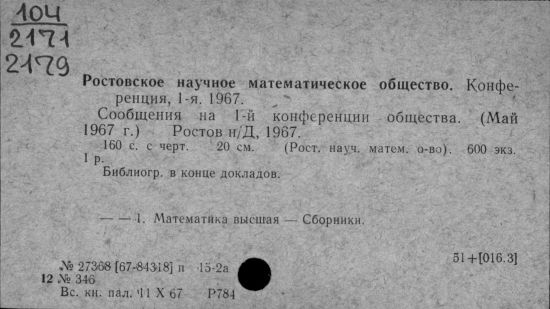 104
2171
2179
Ростовское научное математическое общество. Конфе-
ренция, 1-я. 1967.
Сообщения на 1-й конференции общества. (Май
1967 г.) Ростов н/Д, 1967.
160 с. с черт. 20 см. (Рост. науч. матем. о-во). 600 экз.
1 р.
Библиогр. в конце докладов.
— — 1. Математика высшая — Сборники.
51+[016.3]
№ 27368 [67-84318] п 15-2а
12 № 346
Вс. кн. пал. 11 X 67 Р784